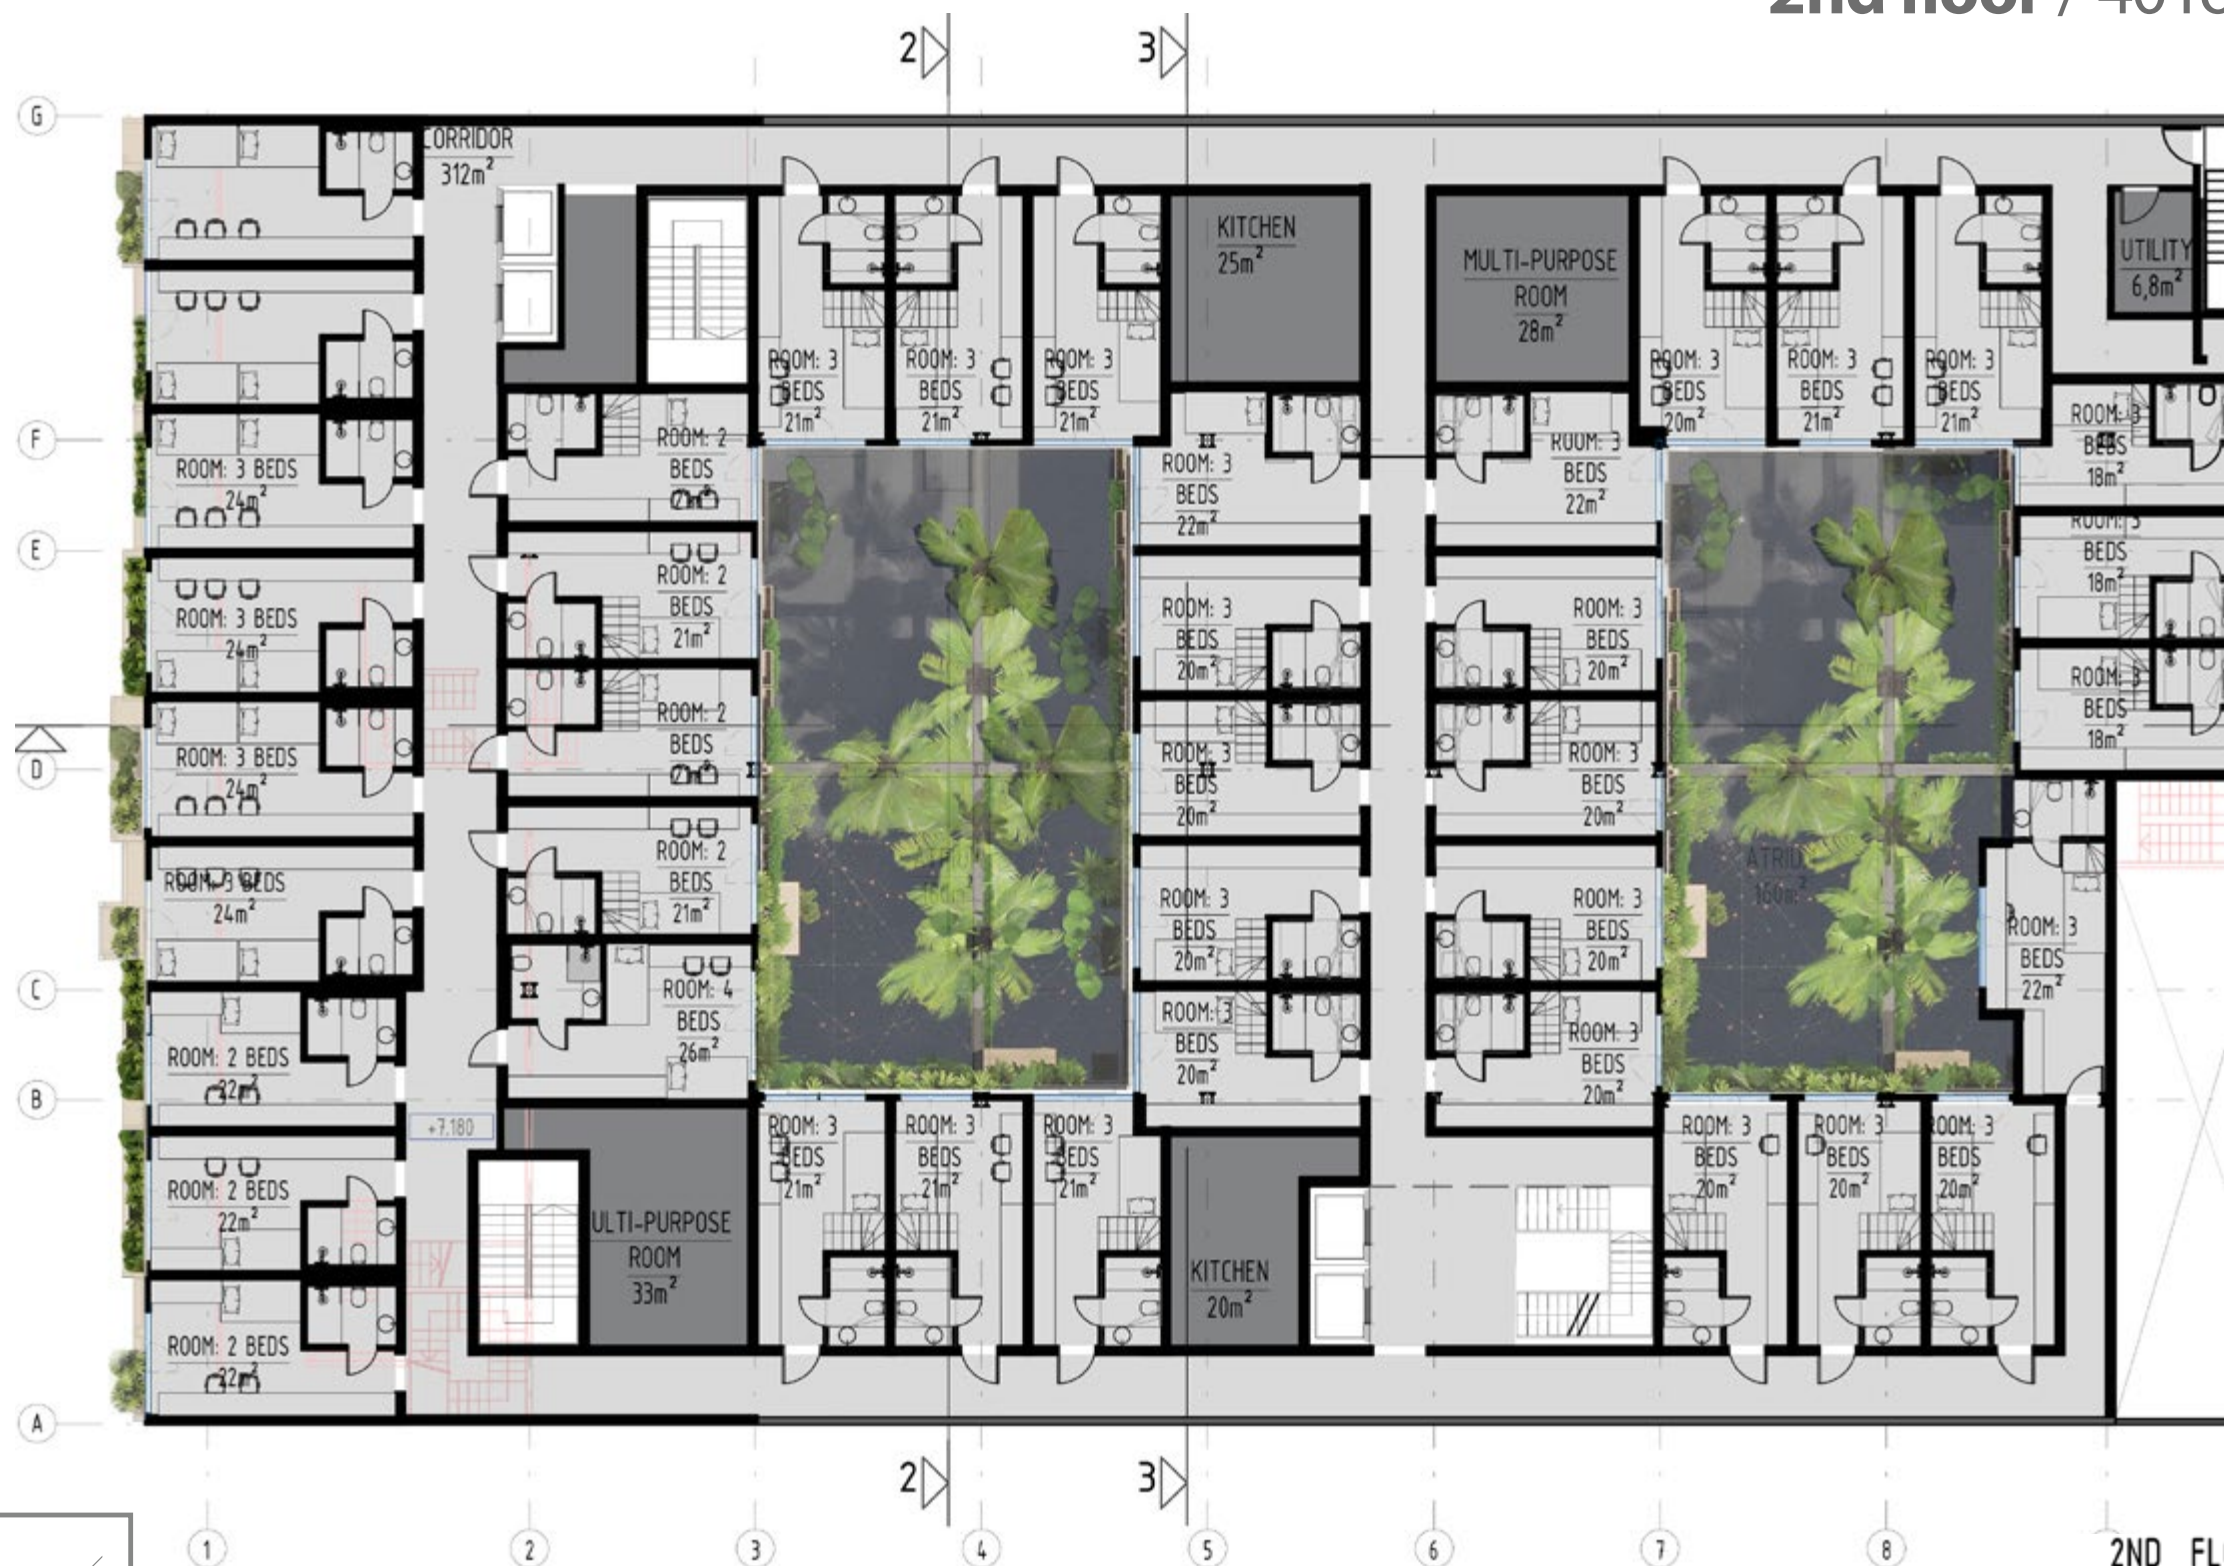 2nd floor /
2
3
G
CORRIDOR
312m²
KITCHEN
25m²
MULTI-PURPOSE
ROOM
28m²
UTILITY
6,8m²
ROOM: 3
BEDS
21m²
ROOM: 3
BEDS
21m²
ROOM: 3
BEDS
21m²
ROOM: 3
BEDS
20m²
ROOM: 3
BEDS
21m²
ROOM: 3
BEDS
21m²
F
ROOM: 3 BEDS
24m²
ROOM: 2
BEDS
21m²
ROOM: 3
BEDS
22m²
ROOM: 3
BEDS
22m²
ROOM: 3
BEDS
18m²
E
ROOM: 3 BEDS
24m²
ROOM: 2
BEDS
21m²
ROOM: 3
BEDS
20m²
ROOM: 3
BEDS
20m²
ROOM: 3
BEDS
18m²
D
ROOM: 3 BEDS
24m²
ROOM: 2
BEDS
21m²
ROOM: 3
BEDS
20m²
ROOM: 3
BEDS
20m²
ROOM: 3
BEDS
18m²
ROOM: 3 BEDS
24m²
ROOM: 2
BEDS
21m²
ROOM: 3
BEDS
20m²
ROOM: 3
BEDS
20m²
160m²
ROOM: 3
BEDS
22m²
C
ROOM: 2 BEDS
22m²
ROOM: 4
BEDS
26m²
ROOM: 3
BEDS
20m²
ROOM: 3
BEDS
20m²
B
+7.180
ROOM: 2 BEDS
22m²
ROOM: 3
BEDS
21m²
ROOM: 3
BEDS
21m²
ROOM: 3
BEDS
21m²
ROOM: 3
BEDS
20m²
ROOM: 3
BEDS
20m²
ROOM: 3
BEDS
20m²
ULTI-PURPOSE
ROOM
33m²
KITCHEN
20m²
ROOM: 2 BEDS
22m²
A
2
3
1
2
3
4
5
6
7
8
2ND